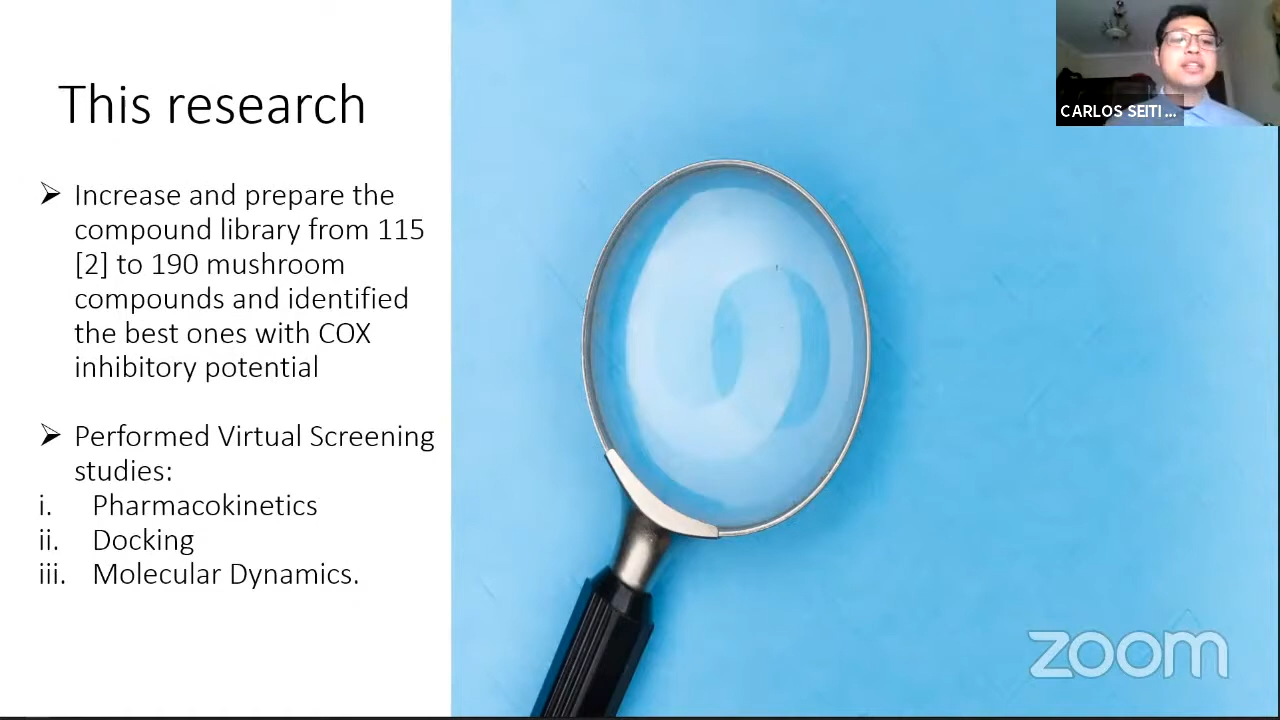 This research
➢ Increase and prepare the
compound library from 115
[2] to 190 mushroom
compounds and identified
the best ones with COX
inhibitory potential
➢ Performed Virtual Screening
studies:
i. Pharmacokinetics
ii. Docking
iii. Molecular Dynamics.
CARLOS SEITI ...
zoom